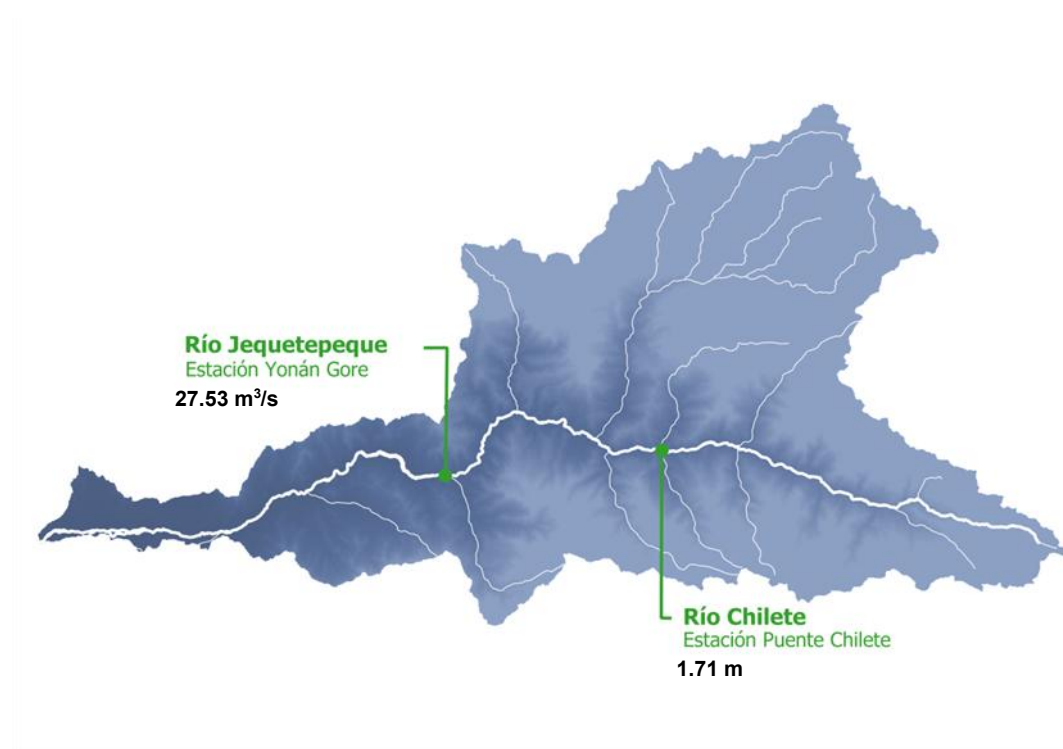 Río Jequetepeque
Estación Yonán Gore
27.53 m³/s
Río Chilete
Estación Puente Chilete
1.71 m